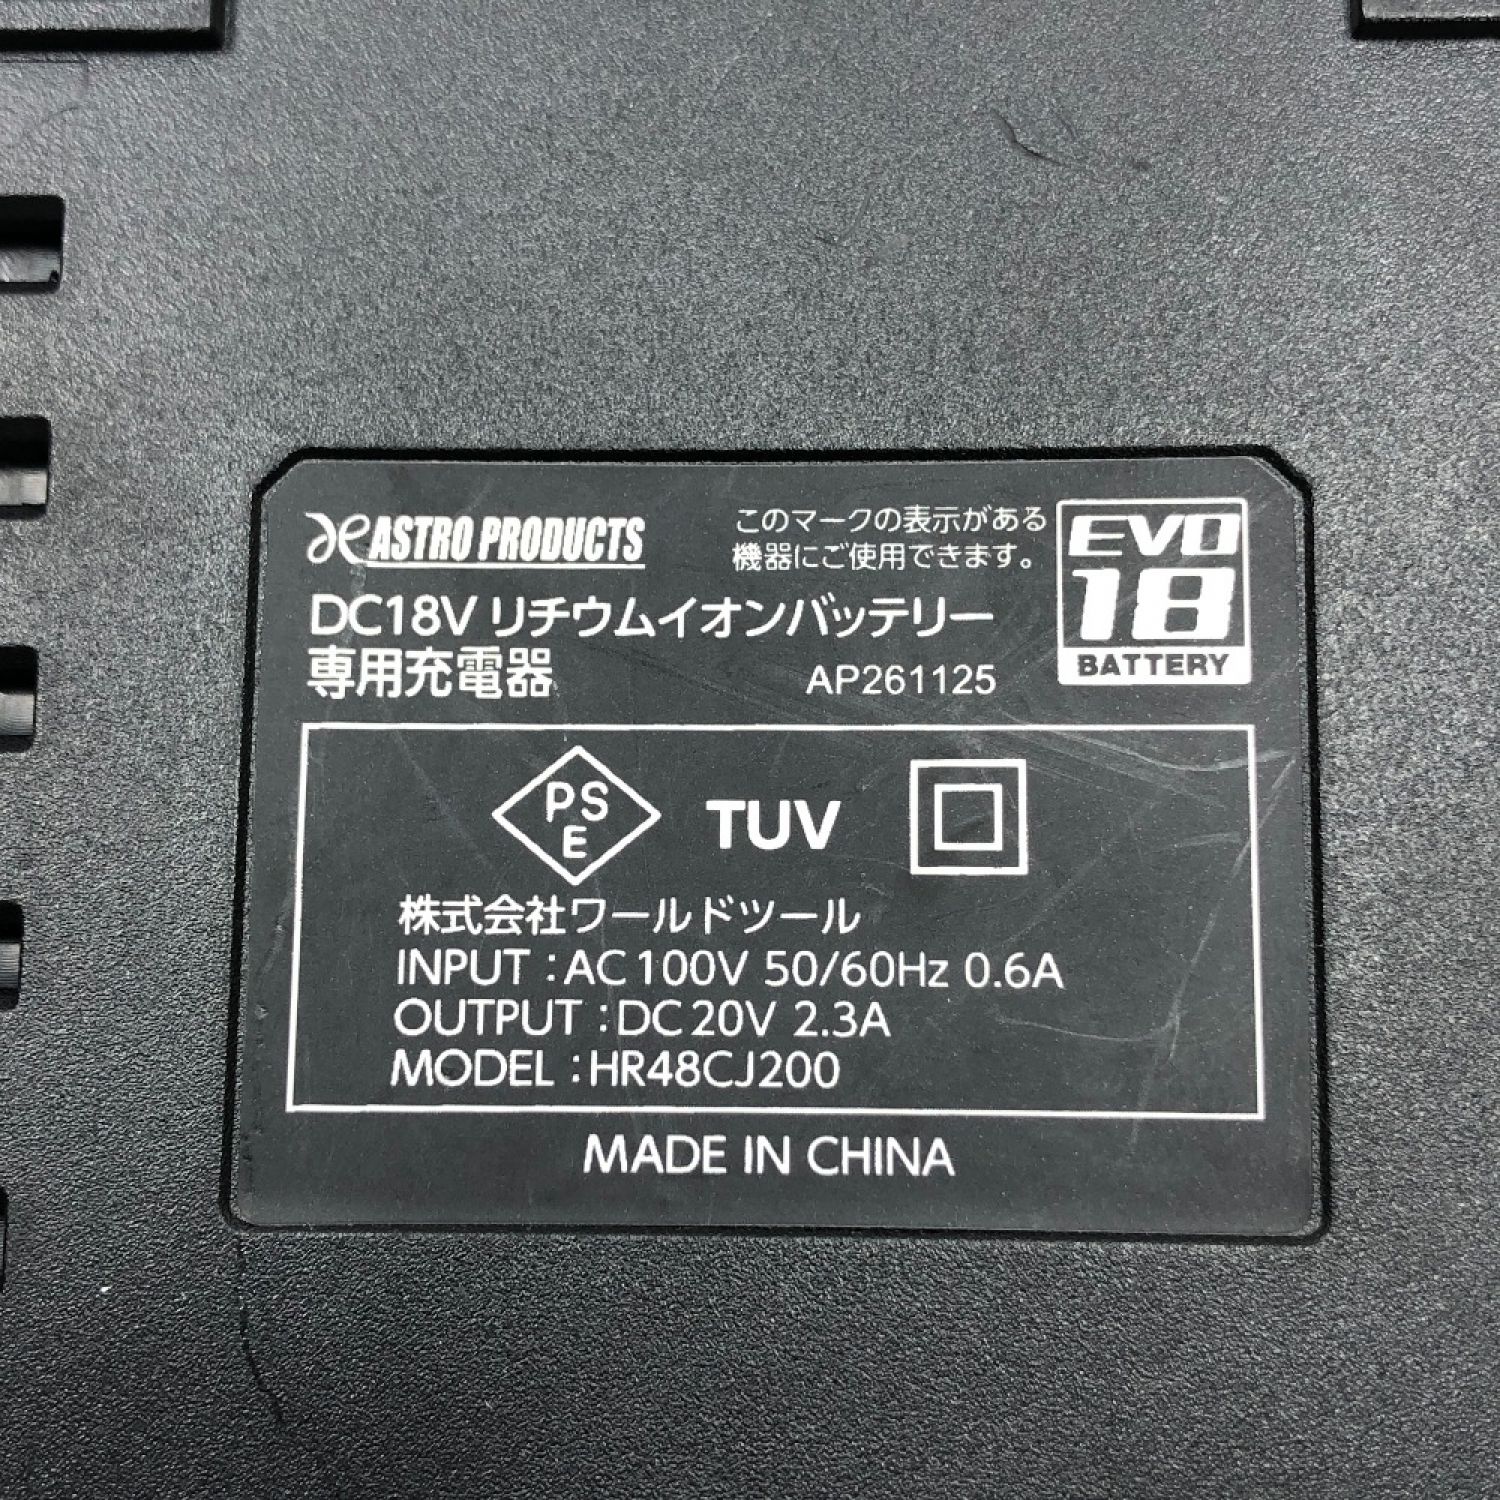 ASTRO PRODUCTS
このマークの表示がある
機器にご使用できます。
EVO
18
BATTERY
DC18V リチウムイオンバッテリー
専用充電器
AP261125
PS
E
TUV
株式会社ワールドツール
INPUT :AC100V 50/60Hz 0.6A
OUTPUT :DC20V 2.3A
MODEL :HR48CJ200
MADE IN CHINA